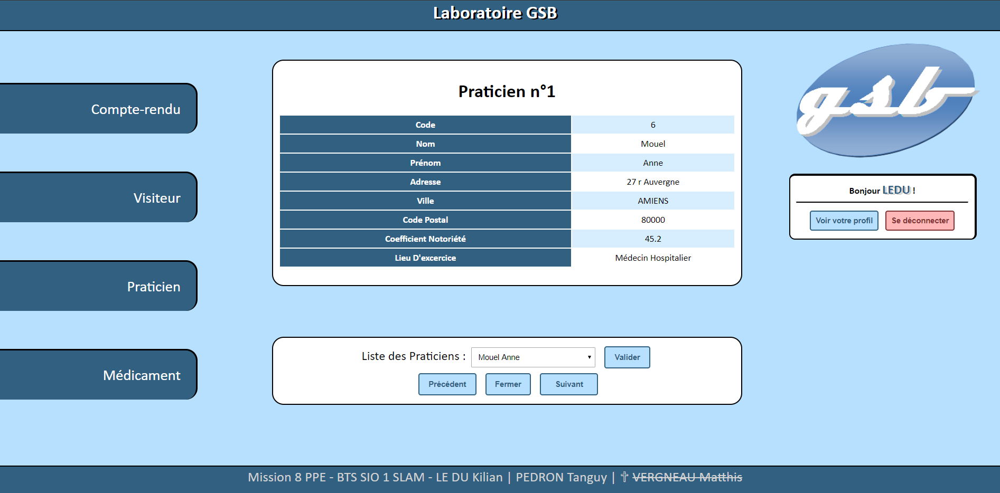 Laboratoire GSB
Compte-rendu
Visiteur
Praticien
Médicament
Praticien n°1
Code 6
Nom Mouel
Prénom Anne
Adresse 27 r Auvergne
Ville AMIENS
Code Postal 80000
Coefficient Notoriété 45.2
Lieu D'excercice Médecin Hospitalier
Liste des Praticiens : Mouel Anne Valider
Précédent Fermer Suivant
gsb
Bonjour LEDU !
Voir votre profil Se déconnecter
Mission 8 PPE - BTS SIO 1 SLAM - LE DU Kilian | PEDRON Tanguy | ✝ VERGNEAU Matthis